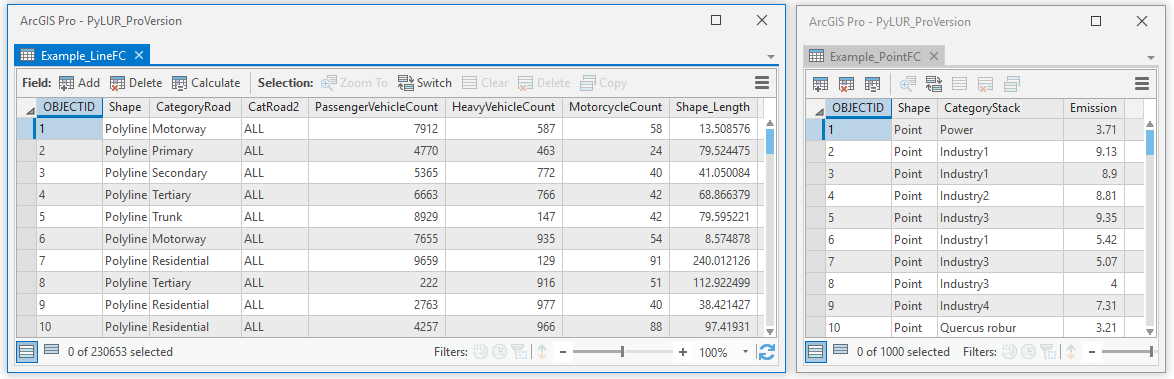 ArcGIS Pro - PyLUR_ProVersion
Example_LineFC
Field: Add Delete Calculate Selection: Zoom To Switch Clear Delete Copy
OBJECTID Shape CategoryRoad CatRoad2 PassengerVehicleCount HeavyVehicleCount MotorcycleCount Shape_Length
1 Polyline Motorway ALL 7912 587 58 13.508576
2 Polyline Primary ALL 4770 463 24 79.524475
3 Polyline Secondary ALL 5365 772 40 41.050084
4 Polyline Tertiary ALL 6663 766 42 68.866379
5 Polyline Trunk ALL 8929 147 42 79.595221
6 Polyline Motorway ALL 7655 935 54 8.574878
7 Polyline Residential ALL 9659 129 91 240.012126
8 Polyline Tertiary ALL 222 916 51 112.922499
9 Polyline Residential ALL 2763 977 40 38.421427
10 Polyline Residential ALL 4257 966 88 97.41931
0 of 230653 selected Filters: 100%
ArcGIS Pro - PyLUR_ProVersion
Example_PointFC
OBJECTID Shape CategoryStack Emission
1 Point Power 3.71
2 Point Industry1 9.13
3 Point Industry1 8.9
4 Point Industry2 8.81
5 Point Industry3 9.35
6 Point Industry1 5.42
7 Point Industry3 5.07
8 Point Industry3 4
9 Point Industry4 7.31
10 Point Quercus robur 3.21
0 of 1000 selected Filters: